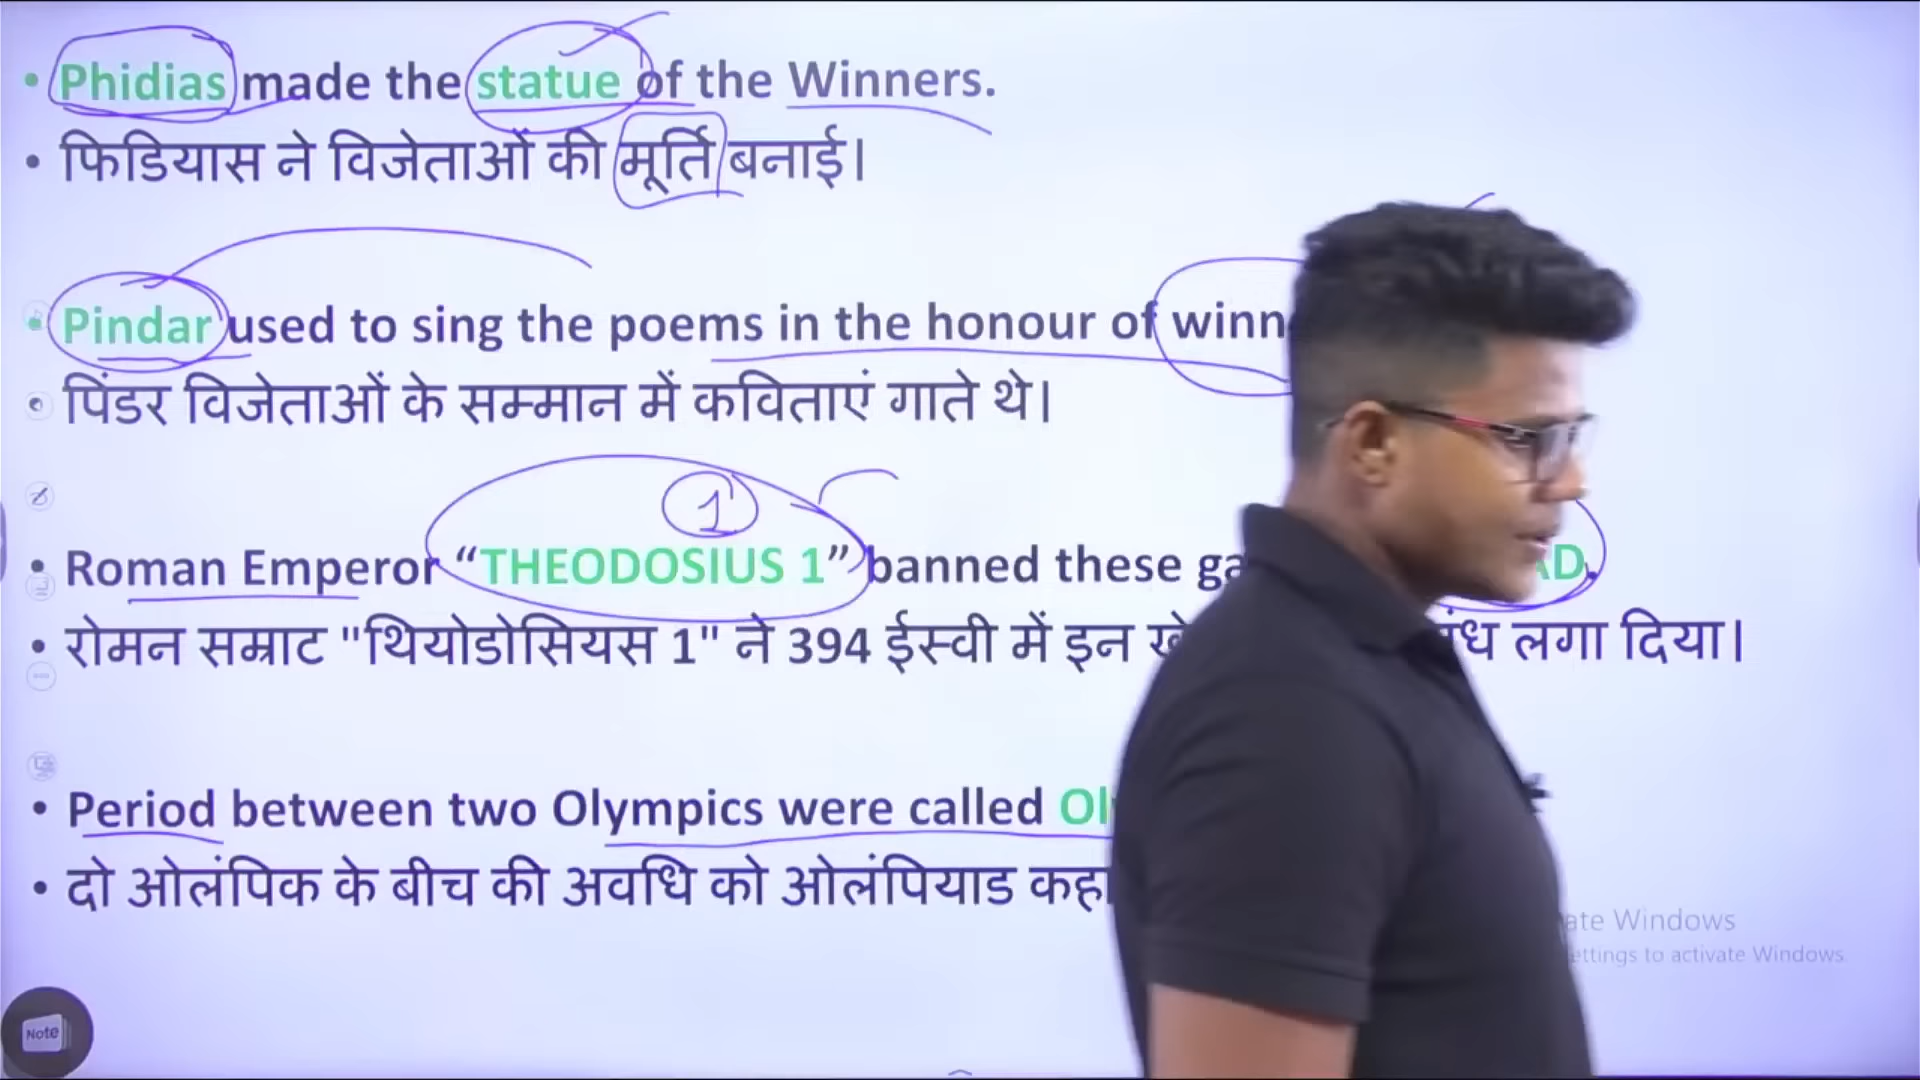 • Phidias made the statue of the Winners.
• फिडियास ने विजेताओं की मूर्ति बनाई।
• Pindar used to sing the poems in the honour of winn
• पिंडर विजेताओं के सम्मान में कविताएं गाते थे।
1
• Roman Emperor “THEODOSIUS 1” banned these ga AD.
• रोमन सम्राट "थियोडोसियस 1" ने 394 ईस्वी में इन खे ंध लगा दिया।
• Period between two Olympics were called Ol
• दो ओलंपिक के बीच की अवधि को ओलंपियाड कहा
ate Windows
ettings to activate Windows
Note